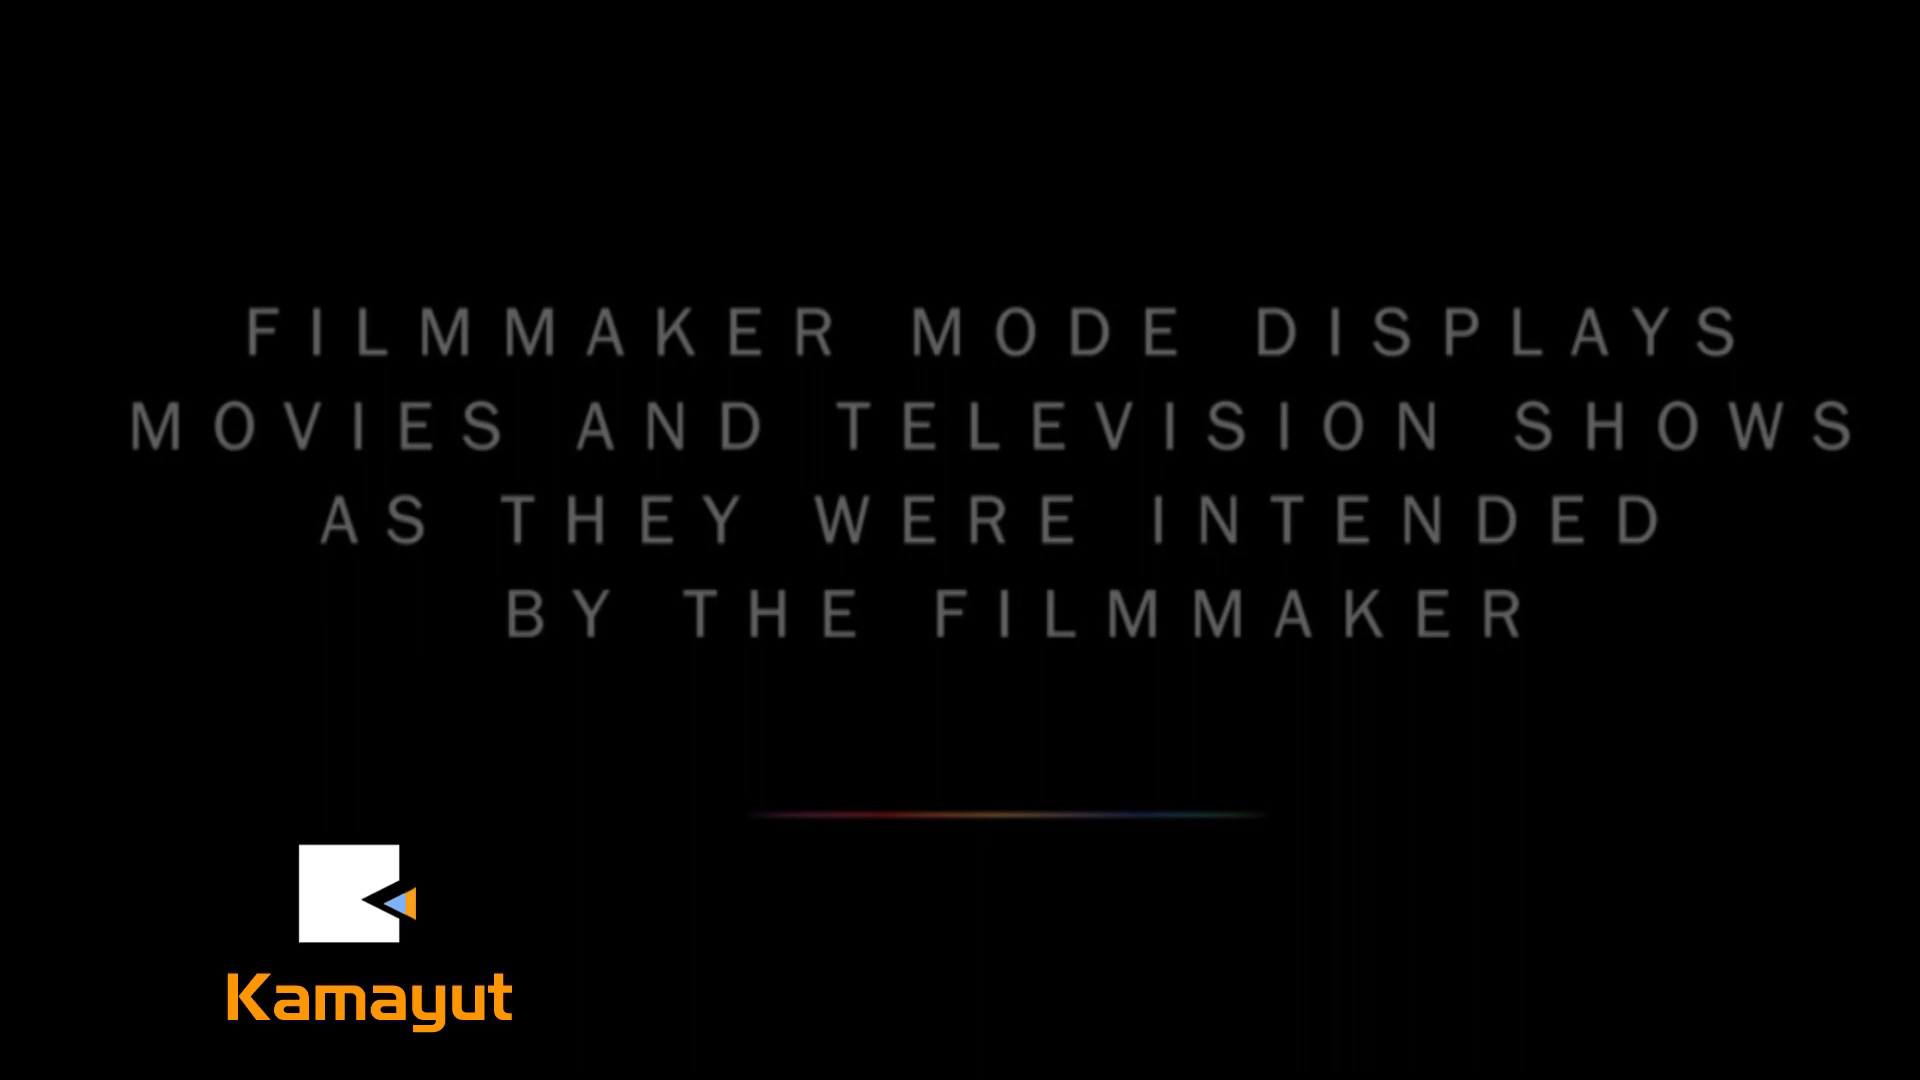 FILMMAKER MODE DISPLAYS
MOVIES AND TELEVISION SHOWS
AS THEY WERE INTENDED
BY THE FILMMAKER
Kamayut